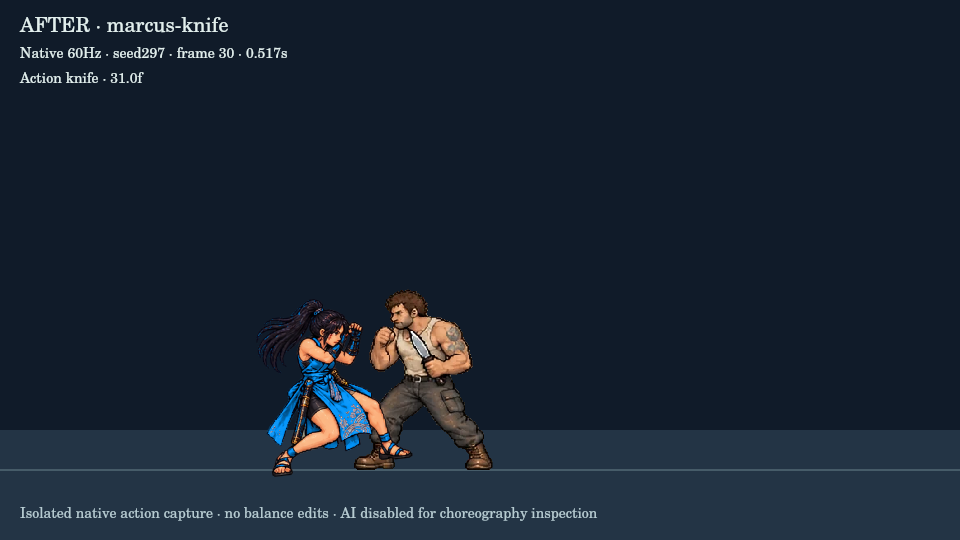 AFTER · marcus-knife
Native 60Hz · seed297 · frame 30 · 0.517s
Action knife · 31.0f
Isolated native action capture · no balance edits · AI disabled for choreography inspection